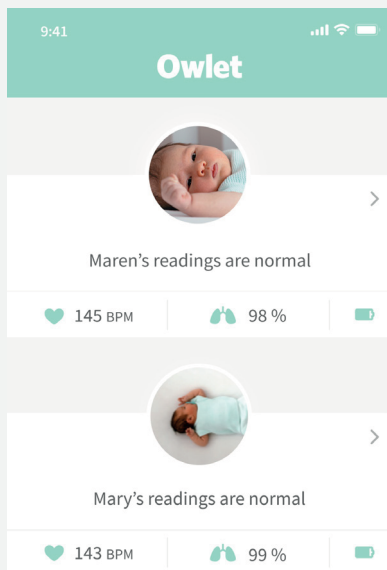 9:41
Owlet
Maren’s readings are normal
145 BPM 98 %
Mary’s readings are normal
143 BPM 99 %